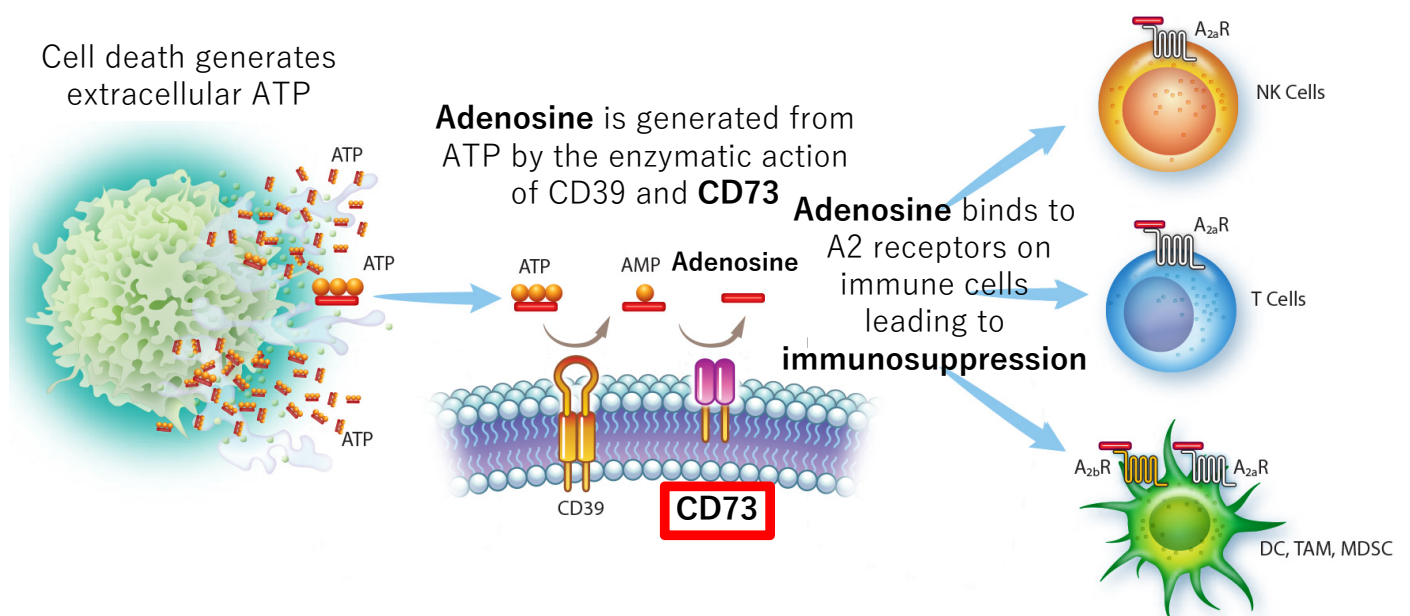 Cell death generates
extracellular ATP
ATP
ATP
ATP
Adenosine is generated from
ATP by the enzymatic action
of CD39 and CD73
ATP
AMP
Adenosine
CD39
CD73
Adenosine binds to
A2 receptors on
immune cells
leading to
immunosuppression
A₂ₐR
NK Cells
A₂ₐR
T Cells
A₂bR
A₂ₐR
DC, TAM, MDSC